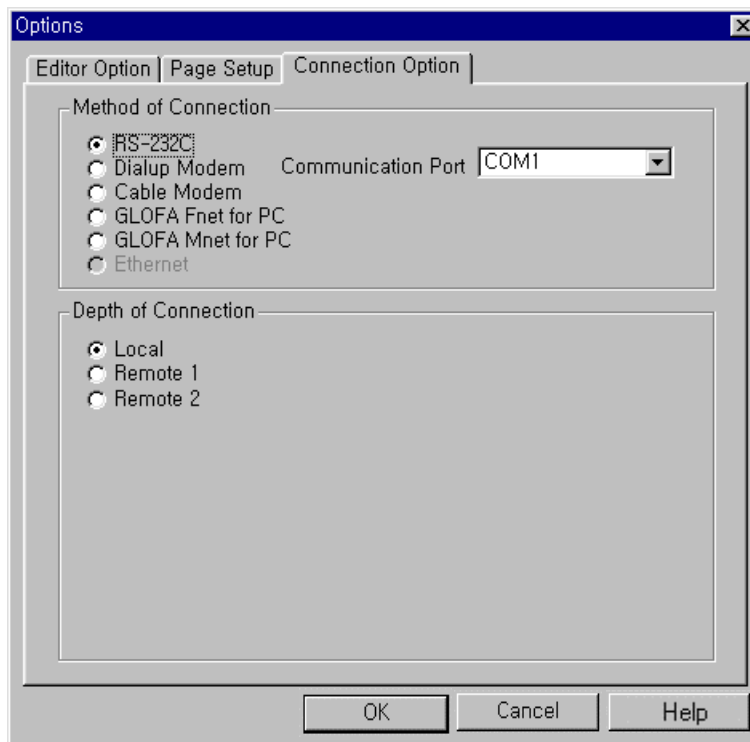 Options
Editor Option Page Setup Connection Option
Method of Connection
RS-232C
Dialup Modem Communication Port COM1
Cable Modem
GLOFA Fnet for PC
GLOFA Mnet for PC
Ethernet
Depth of Connection
Local
Remote 1
Remote 2
OK Cancel Help